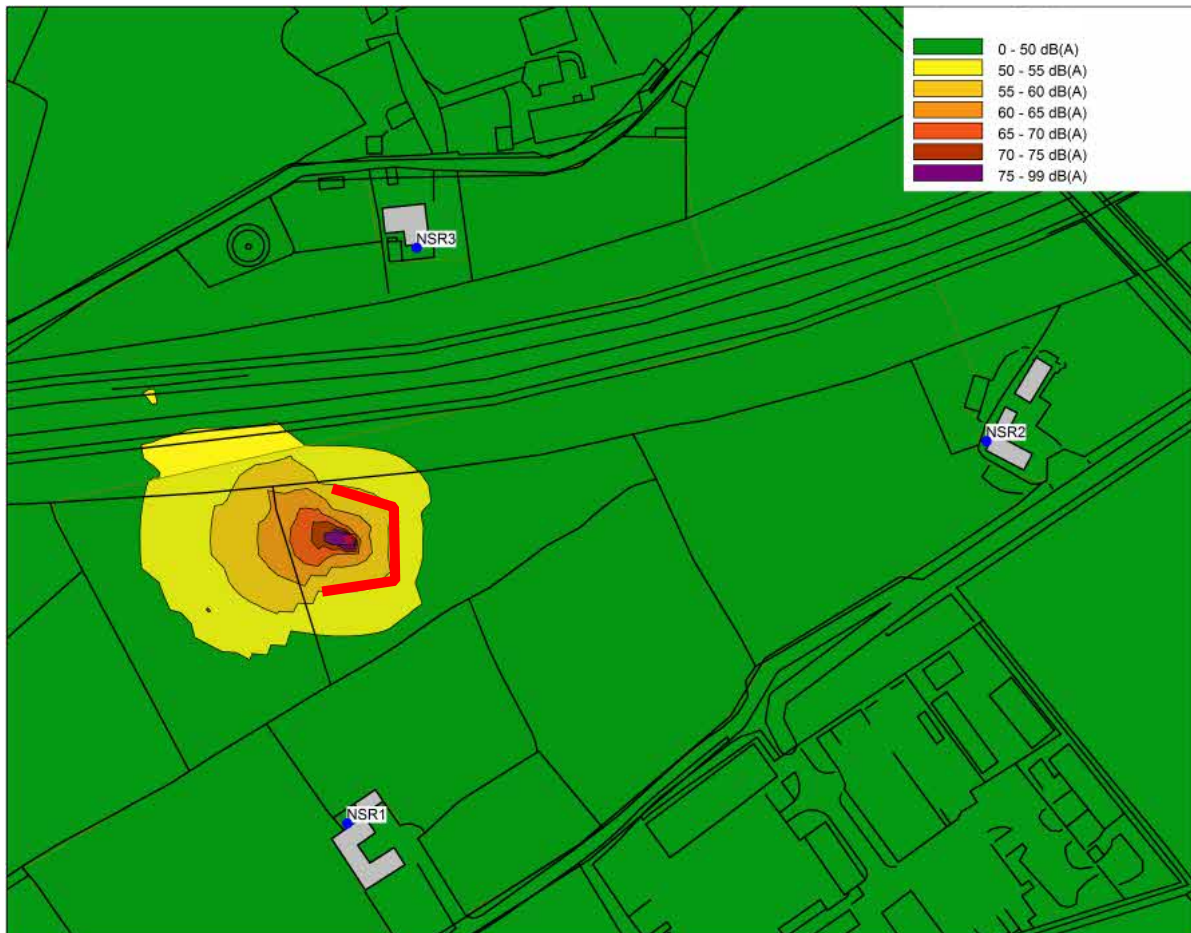 0 - 50 dB(A)
50 - 55 dB(A)
55 - 60 dB(A)
60 - 65 dB(A)
65 - 70 dB(A)
70 - 75 dB(A)
75 - 99 dB(A)
NSR3
NSR2
NSR1